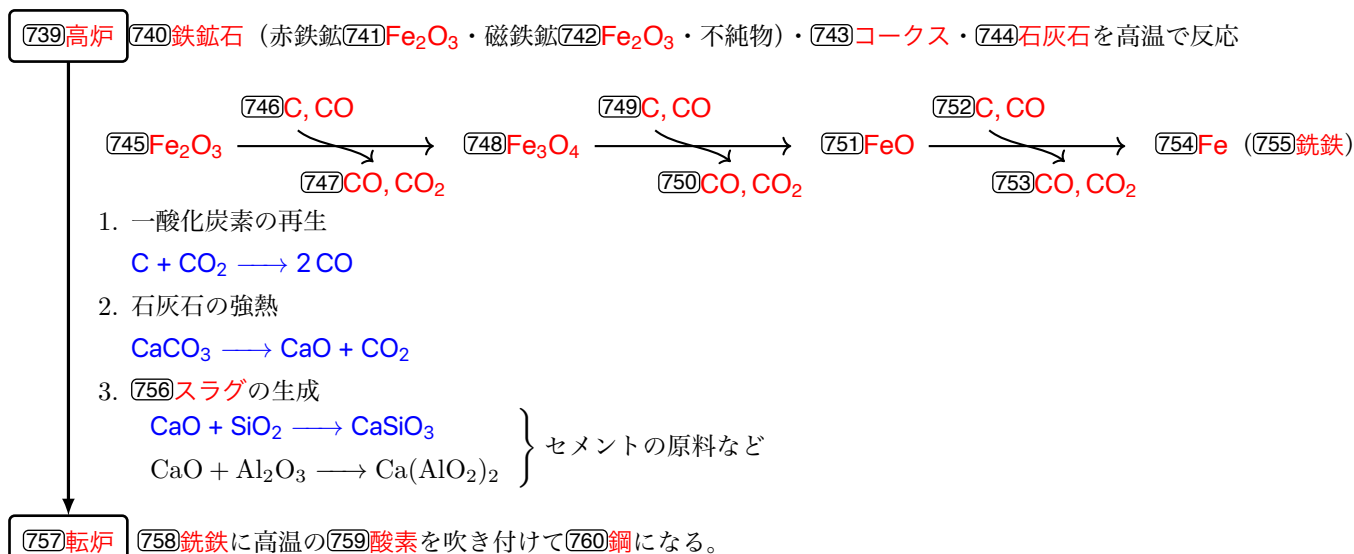 739高炉 740鉄鉱石（赤鉄鉱741Fe₂O₃・磁鉄鉱742Fe₂O₃・不純物）・743コークス・744石灰石を高温で反応
746C, CO 749C, CO 752C, CO
745Fe₂O₃ ⟶ 748Fe₃O₄ ⟶ 751FeO ⟶ 754Fe（755銑鉄）
747CO, CO₂ 750CO, CO₂ 753CO, CO₂
1. 一酸化炭素の再生
C + CO₂ ⟶ 2 CO
2. 石灰石の強熱
CaCO₃ ⟶ CaO + CO₂
3. 756スラグの生成
CaO + SiO₂ ⟶ CaSiO₃
CaO + Al₂O₃ ⟶ Ca(AlO₂)₂
セメントの原料など
757転炉 758銑鉄に高温の759酸素を吹き付けて760鋼になる。